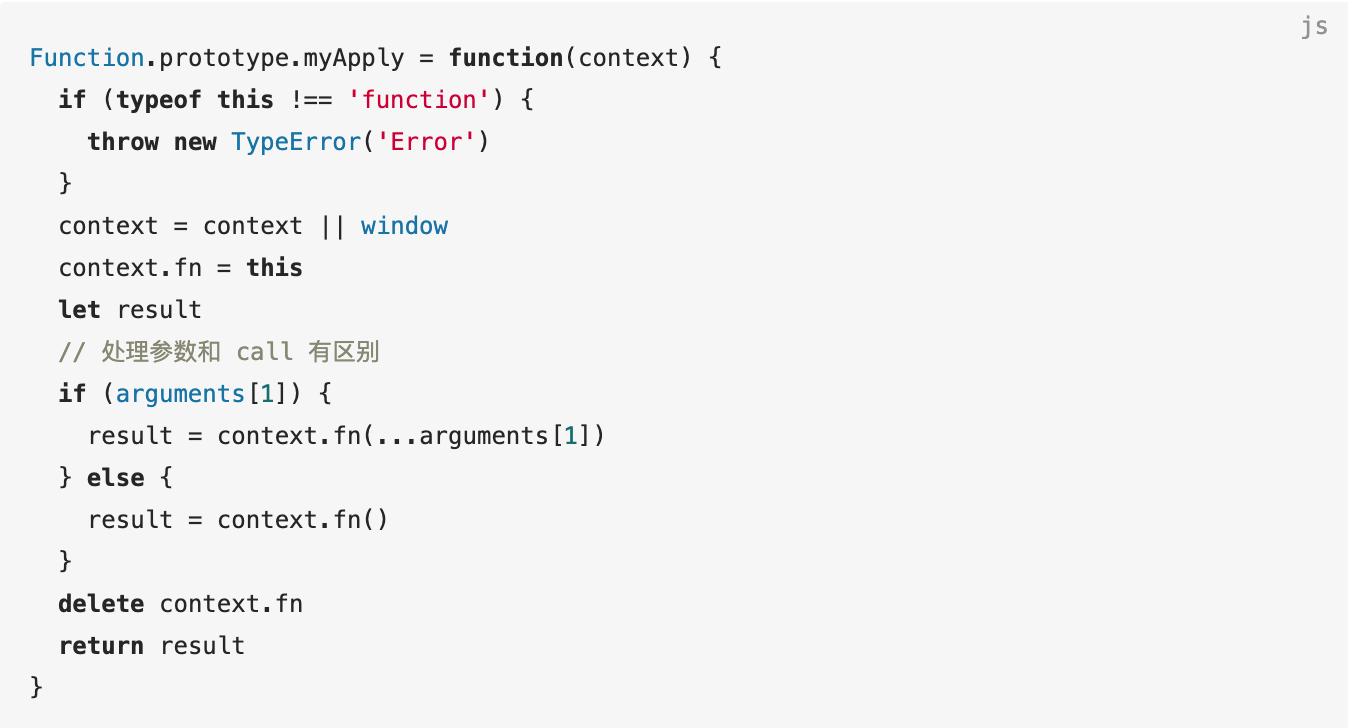 js
Function.prototype.myApply = function(context) {
  if (typeof this !== 'function') {
    throw new TypeError('Error')
  }
  context = context || window
  context.fn = this
  let result
  // 处理参数和 call 有区别
  if (arguments[1]) {
    result = context.fn(...arguments[1])
  } else {
    result = context.fn()
  }
  delete context.fn
  return result
}